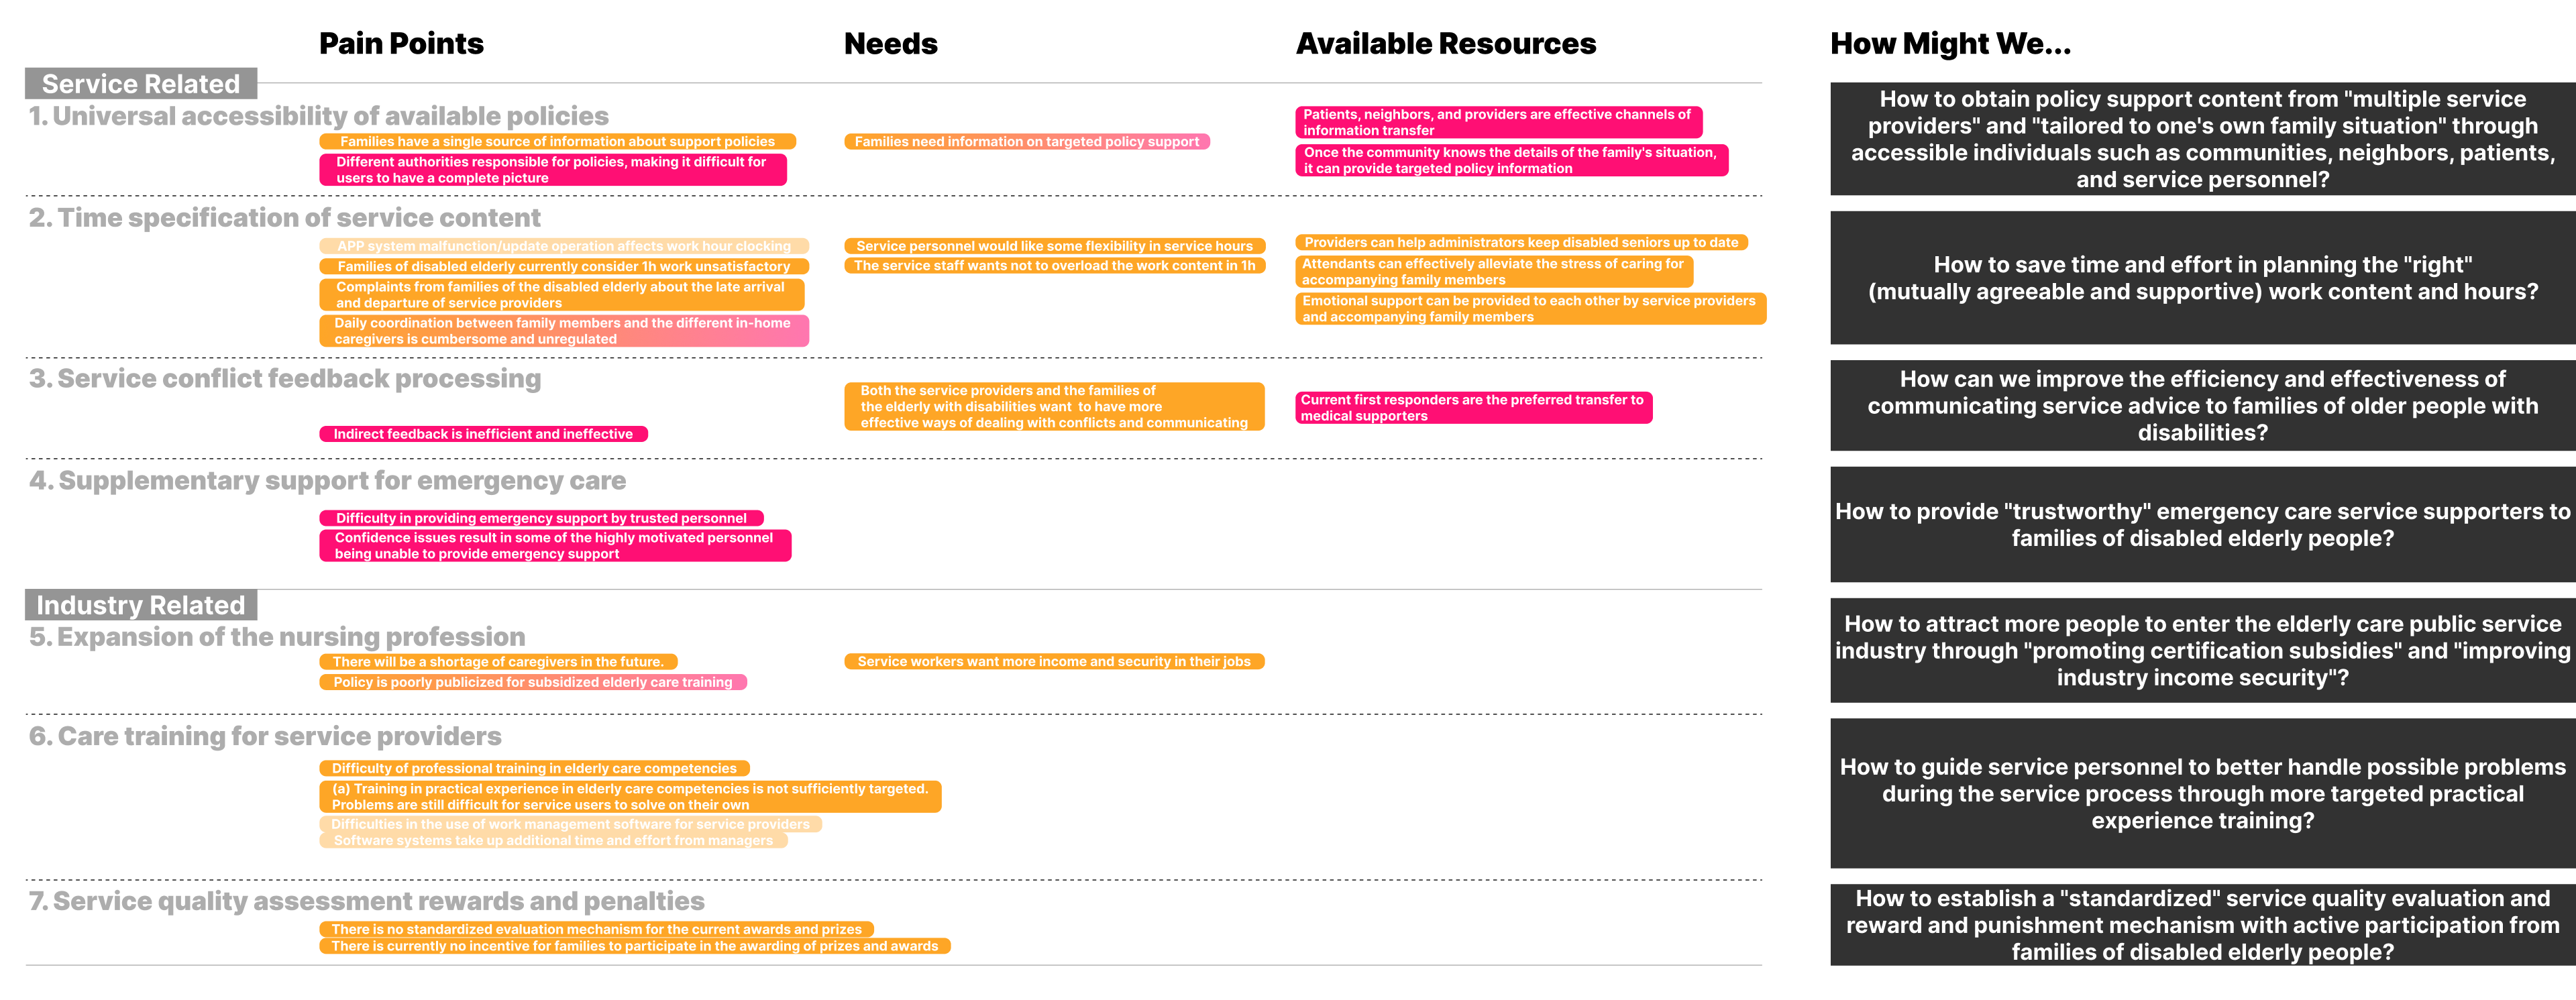 Pain Points
Needs
Available Resources
How Might We...
Service Related
1. Universal accessibility of available policies
Families have a single source of information about support policies
Different authorities responsible for policies, making it difficult for
users to have a complete picture
Families need information on targeted policy support
Patients, neighbors, and providers are effective channels of
information transfer
Once the community knows the details of the family's situation,
it can provide targeted policy information
How to obtain policy support content from "multiple service
providers" and "tailored to one's own family situation" through
accessible individuals such as communities, neighbors, patients,
and service personnel?
2. Time specification of service content
APP system malfunction/update operation affects work hour clocking
Families of disabled elderly currently consider 1h work unsatisfactory
Complaints from families of the disabled elderly about the late arrival
and departure of service providers
Daily coordination between family members and the different in-home
caregivers is cumbersome and unregulated
Service personnel would like some flexibility in service hours
The service staff wants not to overload the work content in 1h
Providers can help administrators keep disabled seniors up to date
Attendants can effectively alleviate the stress of caring for
accompanying family members
Emotional support can be provided to each other by service providers
and accompanying family members
How to save time and effort in planning the "right"
(mutually agreeable and supportive) work content and hours?
3. Service conflict feedback processing
Indirect feedback is inefficient and ineffective
Both the service providers and the families of
the elderly with disabilities want to have more
effective ways of dealing with conflicts and communicating
Current first responders are the preferred transfer to
medical supporters
How can we improve the efficiency and effectiveness of
communicating service advice to families of older people with
disabilities?
4. Supplementary support for emergency care
Difficulty in providing emergency support by trusted personnel
Confidence issues result in some of the highly motivated personnel
being unable to provide emergency support
How to provide "trustworthy" emergency care service supporters to
families of disabled elderly people?
Industry Related
5. Expansion of the nursing profession
There will be a shortage of caregivers in the future.
Policy is poorly publicized for subsidized elderly care training
Service workers want more income and security in their jobs
How to attract more people to enter the elderly care public service
industry through "promoting certification subsidies" and "improving
industry income security"?
6. Care training for service providers
Difficulty of professional training in elderly care competencies
(a) Training in practical experience in elderly care competencies is not sufficiently targeted.
Problems are still difficult for service users to solve on their own
Difficulties in the use of work management software for service providers
Software systems take up additional time and effort from managers
How to guide service personnel to better handle possible problems
during the service process through more targeted practical
experience training?
7. Service quality assessment rewards and penalties
There is no standardized evaluation mechanism for the current awards and prizes
There is currently no incentive for families to participate in the awarding of prizes and awards
How to establish a "standardized" service quality evaluation and
reward and punishment mechanism with active participation from
families of disabled elderly people?